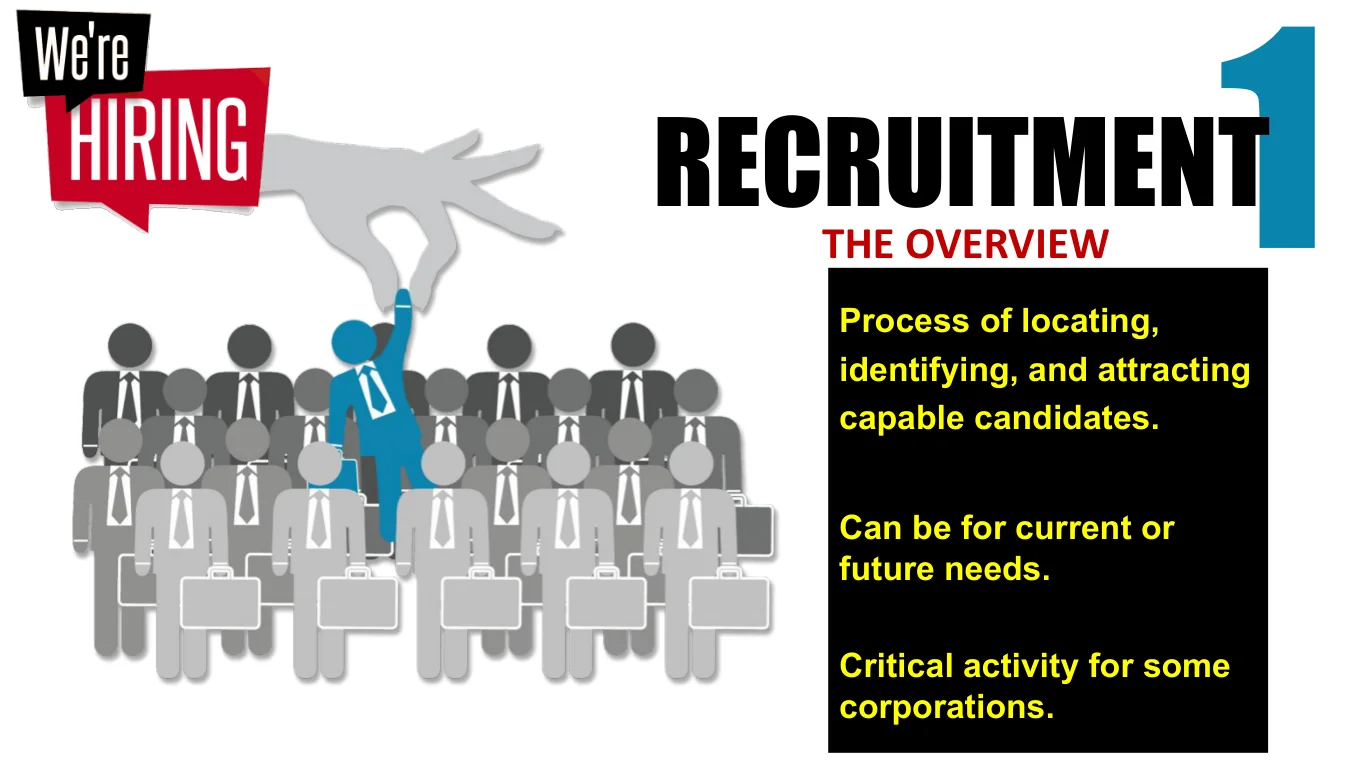 We're
HIRING
1
RECRUITMENT
THE OVERVIEW
Process of locating,
identifying, and attracting
capable candidates.
Can be for current or
future needs.
Critical activity for some
corporations.